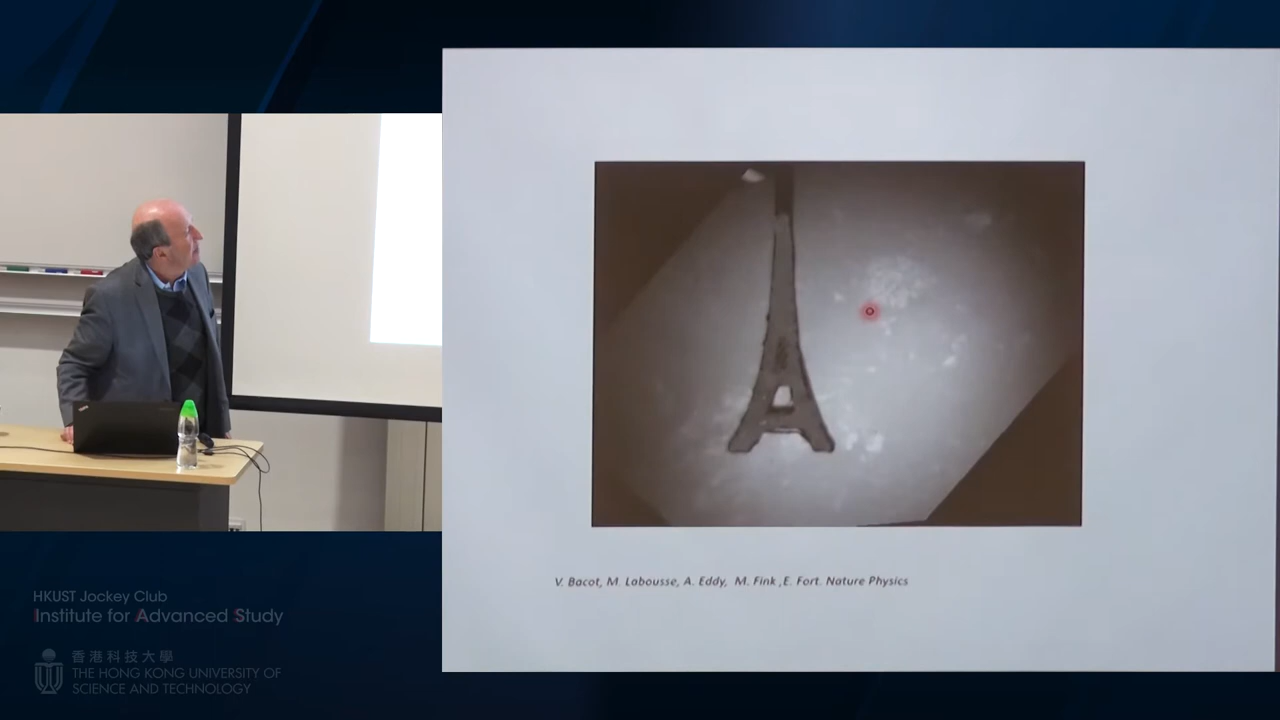 V. Bacot, M. Labousse, A. Eddy, M. Fink ,E. Fort. Nature Physics
HKUST Jockey Club
Institute for Advanced Study
香港科技大學
THE HONG KONG UNIVERSITY OF
SCIENCE AND TECHNOLOGY